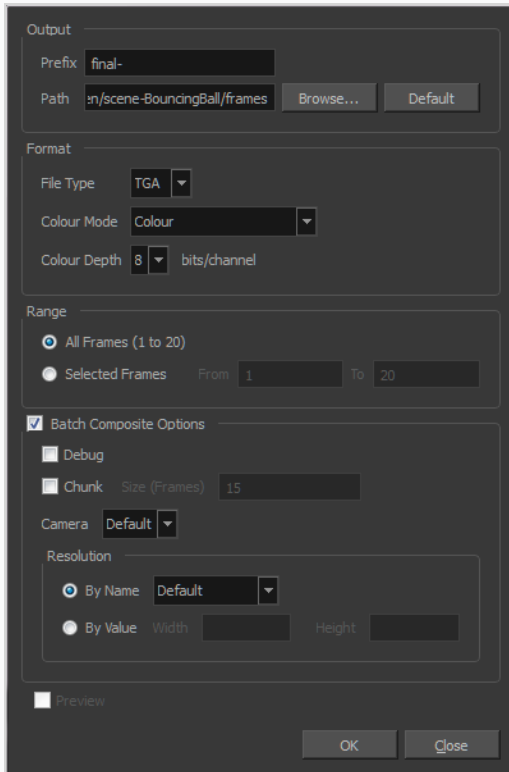 Output
Prefix final-
Path en/scene-BouncingBall/frames Browse... Default
Format
File Type TGA
Colour Mode Colour
Colour Depth 8 bits/channel
Range
All Frames (1 to 20)
Selected Frames From 1 To 20
Batch Composite Options
Debug
Chunk Size (Frames) 15
Camera Default
Resolution
By Name Default
By Value Width Height
Preview
OK Close